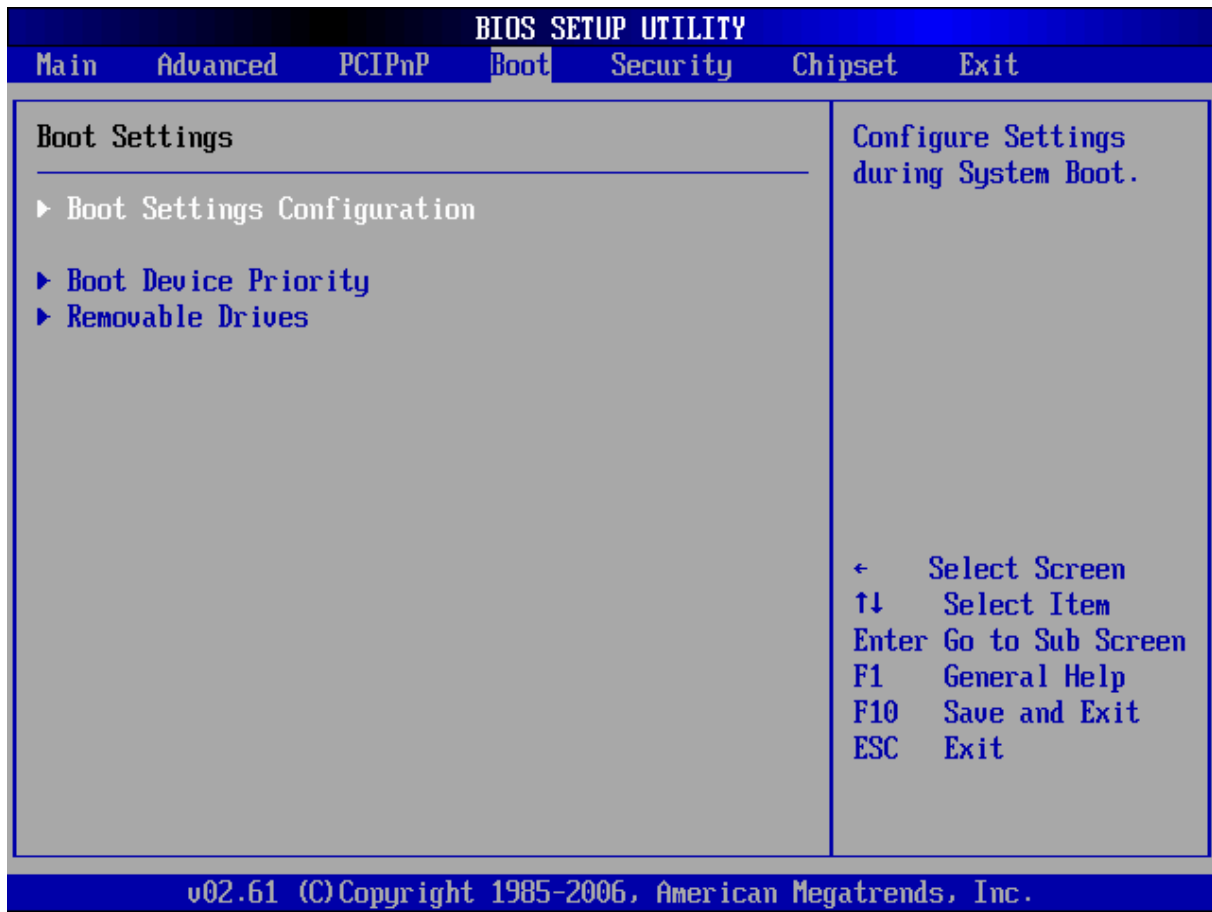 BIOS SETUP UTILITY
Main Advanced PCIPnP Boot Security Chipset Exit
Boot Settings
▶ Boot Settings Configuration
▶ Boot Device Priority
▶ Removable Drives
Configure Settings
during System Boot.
← Select Screen
↑↓ Select Item
Enter Go to Sub Screen
F1 General Help
F10 Save and Exit
ESC Exit
v02.61 (C)Copyright 1985-2006, American Megatrends, Inc.